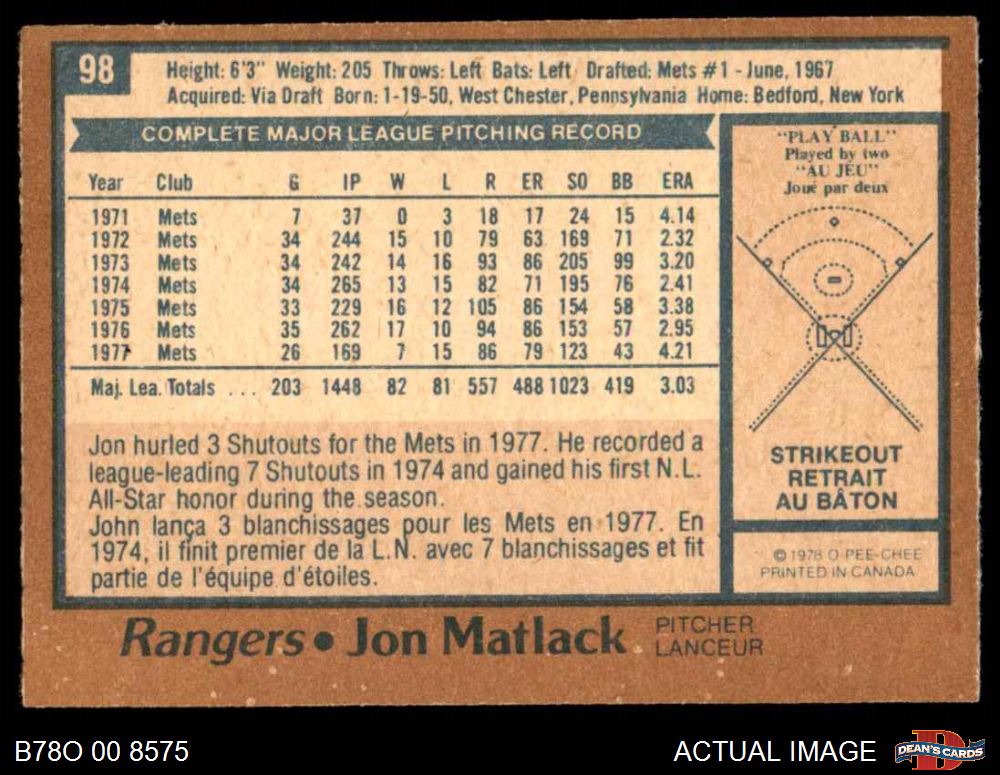 98
Height: 6'3" Weight: 205 Throws: Left Bats: Left Drafted: Mets #1 - June, 1967
Acquired: Via Draft Born: 1-19-50, West Chester, Pennsylvania Home: Bedford, New York
COMPLETE MAJOR LEAGUE PITCHING RECORD
Year Club G IP W L R ER SO BB ERA
1971 Mets 7 37 0 3 18 17 24 15 4.14
1972 Mets 34 244 15 10 79 63 169 71 2.32
1973 Mets 34 242 14 16 93 86 205 99 3.20
1974 Mets 34 265 13 15 82 71 195 76 2.41
1975 Mets 33 229 16 12 105 86 154 58 3.38
1976 Mets 35 262 17 10 94 86 153 57 2.95
1977 Mets 26 169 7 15 86 79 123 43 4.21
Maj. Lea. Totals ... 203 1448 82 81 557 488 1023 419 3.03
Jon hurled 3 Shutouts for the Mets in 1977. He recorded a
league-leading 7 Shutouts in 1974 and gained his first N.L.
All-Star honor during the season.
John lança 3 blanchissages pour les Mets en 1977. En
1974, il finit premier de la L.N. avec 7 blanchissages et fit
partie de l'équipe d'étoiles.
"PLAY BALL"
Played by two
"AU JEU"
Joué par deux
STRIKEOUT
RETRAIT
AU BÂTON
© 1978 O-PEE-CHEE
PRINTED IN CANADA
Rangers • Jon Matlack PITCHER
LANCEUR
B78O 00 8575
ACTUAL IMAGE
DEAN'S CARDS